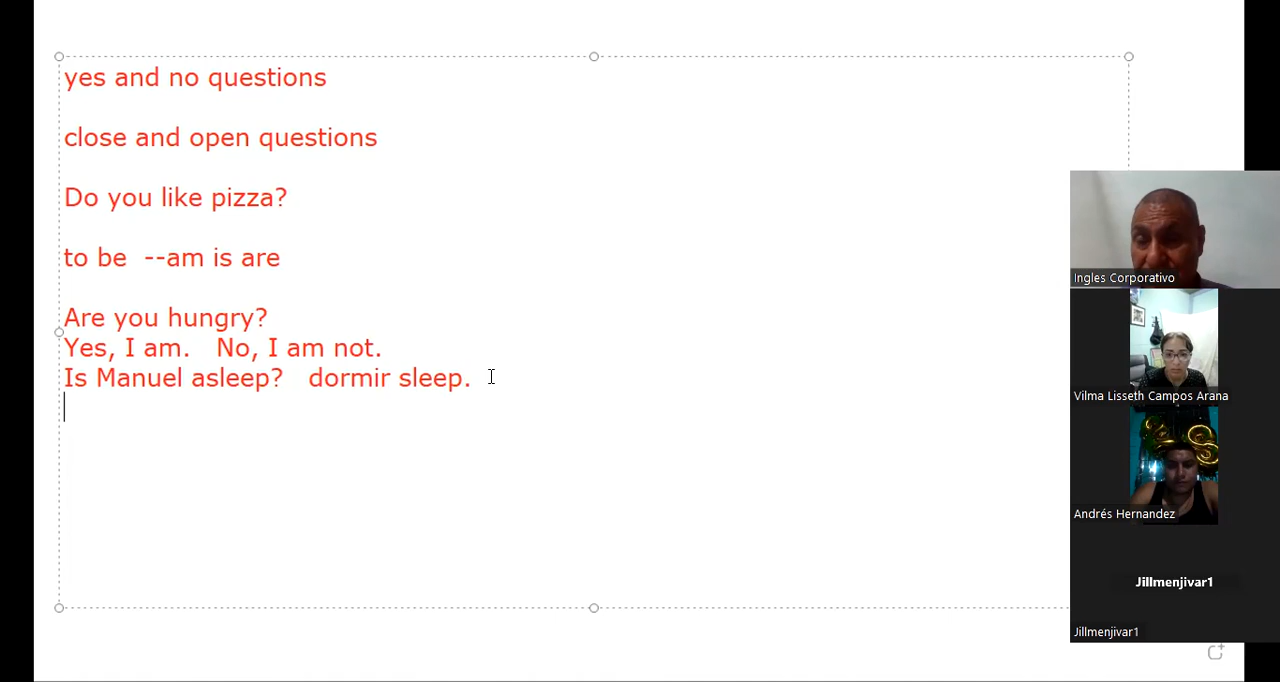 yes and no questions
close and open questions
Do you like pizza?
to be --am is are
Are you hungry?
Yes, I am. No, I am not.
Is Manuel asleep? dormir sleep.
Ingles Corporativo
Vilma Lisseth Campos Arana
Andrés Hernandez
Jillmenjivar1
Jillmenjivar1